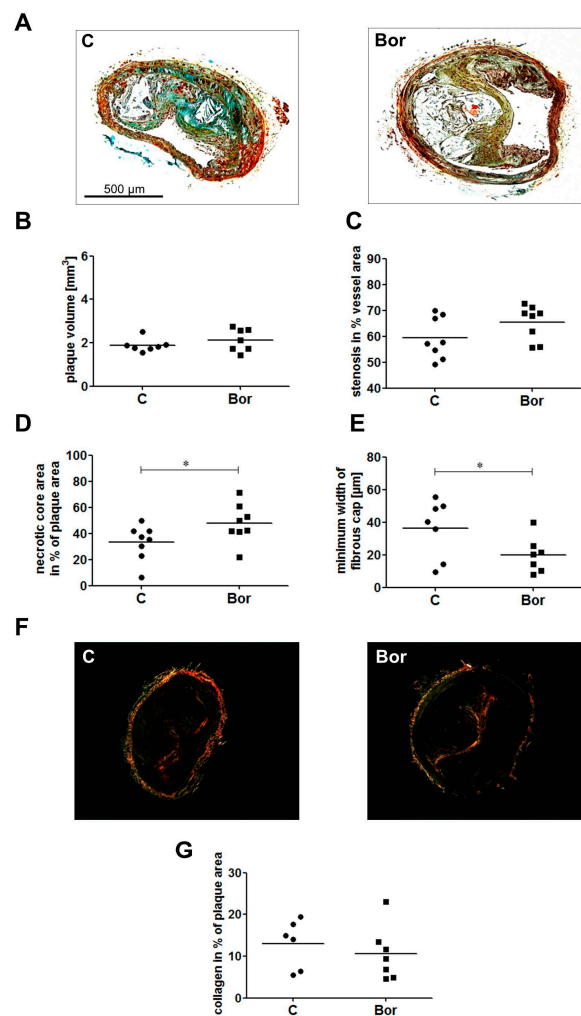 A
C
500 µm
Bor
B
plaque volume [mm³]
6
4
2
0
C
Bor
C
stenosis in % vessel area
90
80
70
60
50
40
C
Bor
D
necrotic core area
in % of plaque area
100
80
60
40
20
0
*
C
Bor
E
minimum width of
fibrous cap [µm]
80
60
40
20
0
*
C
Bor
F
C
Bor
G
collagen in % of plaque area
30
20
10
0
C
Bor